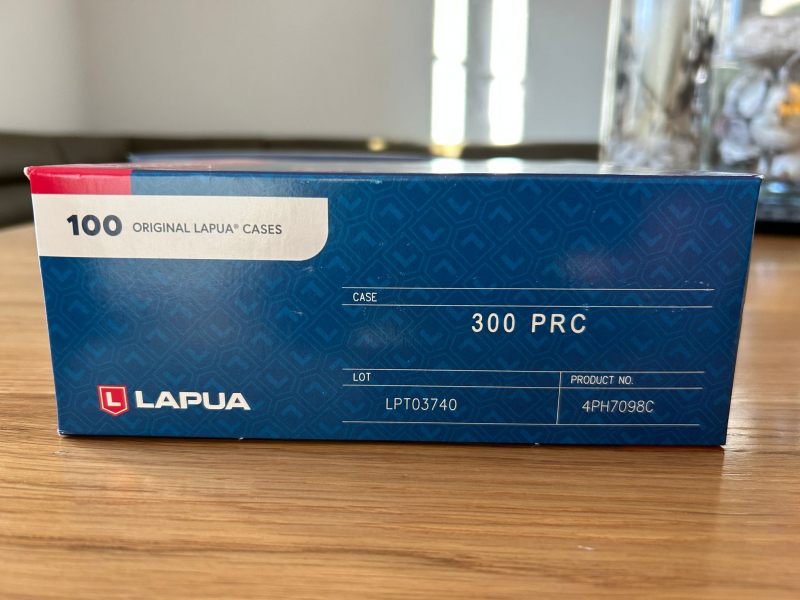 100 ORIGINAL LAPUA® CASES
CASE
300 PRC
LOT
PRODUCT NO.
LPT03740
4PH7098C
L LAPUA